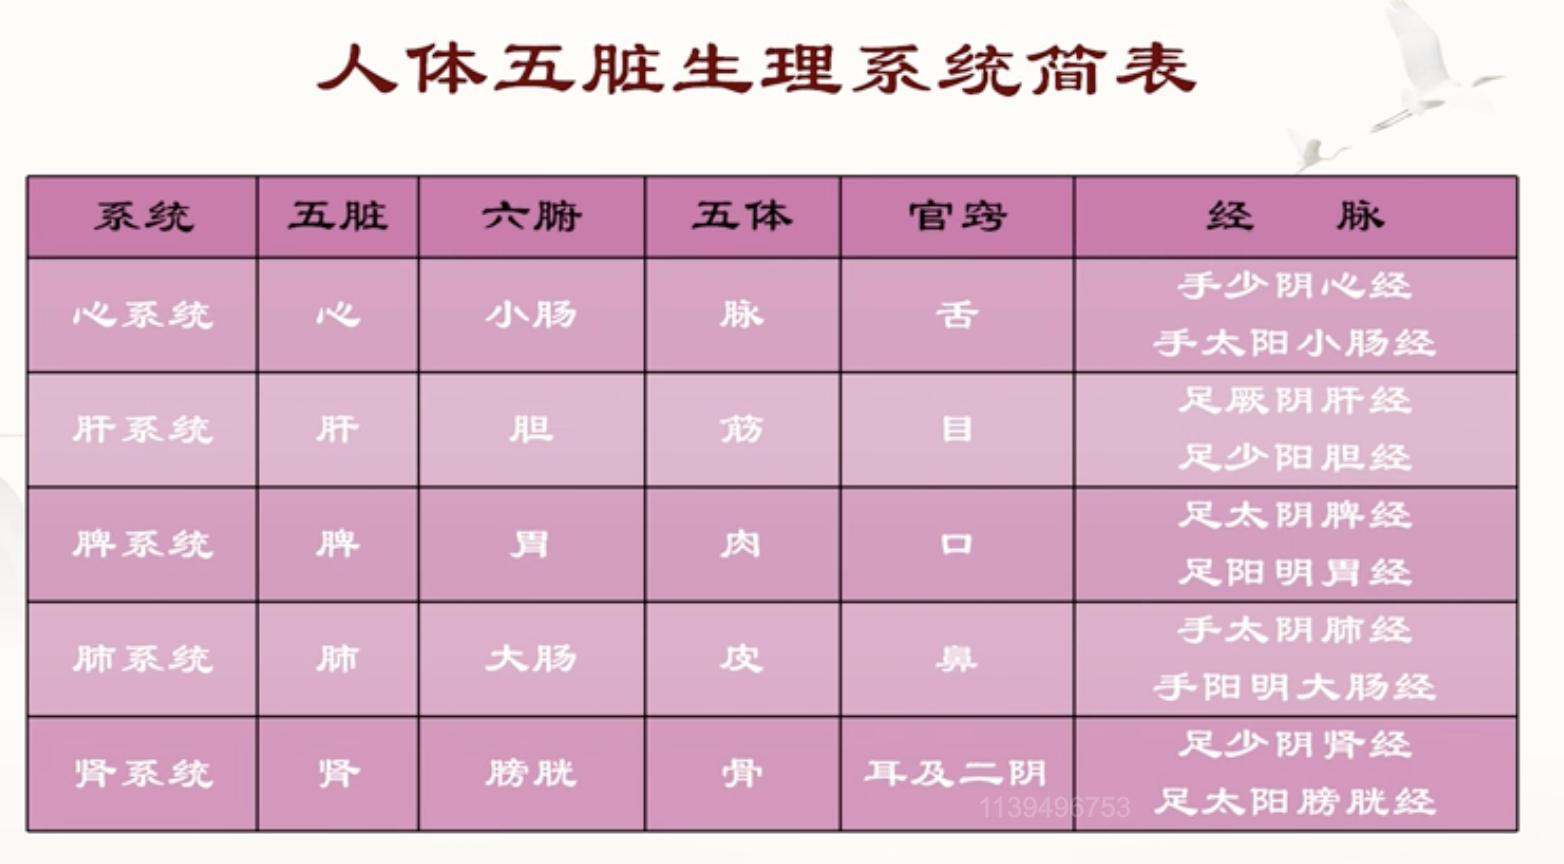 人体五脏生理系统简表
系统 五脏 六腑 五体 官窍 经 脉
心系统 心 小肠 脉 舌 手少阴心经
手太阳小肠经
肝系统 肝 胆 筋 目 足厥阴肝经
足少阳胆经
脾系统 脾 胃 肉 口 足太阴脾经
足阳明胃经
肺系统 肺 大肠 皮 鼻 手太阴肺经
手阳明大肠经
肾系统 肾 膀胱 骨 耳及二阴 足少阴肾经
足太阳膀胱经
1139496753